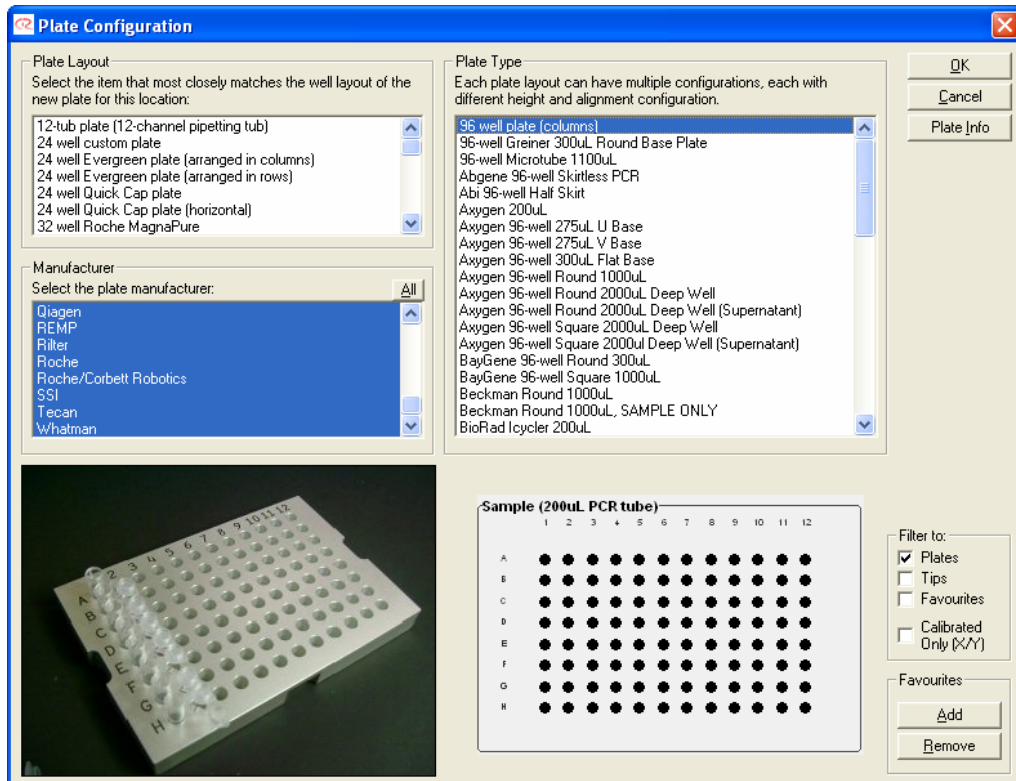 Plate Configuration
Plate Layout
Select the item that most closely matches the well layout of the
new plate for this location:
12-tub plate (12-channel pipetting tub)
24 well custom plate
24 well Evergreen plate (arranged in columns)
24 well Evergreen plate (arranged in rows)
24 well Quick Cap plate
24 well Quick Cap plate (horizontal)
32 well Roche MagnaPure
Manufacturer
Select the plate manufacturer:
All
Qiagen
REMP
Rilter
Roche
Roche/Corbett Robotics
SSI
Tecan
Whatman
Plate Type
Each plate layout can have multiple configurations, each with
different height and alignment configuration.
96 well plate (columns)
96-well Greiner 300uL Round Base Plate
96-well Microtube 1100uL
Abgene 96-well Skirtless PCR
Abi 96-well Half Skirt
Axygen 200uL
Axygen 96-well 275uL U Base
Axygen 96-well 275uL V Base
Axygen 96-well 300uL Flat Base
Axygen 96-well Round 1000uL
Axygen 96-well Round 2000uL Deep Well
Axygen 96-well Round 2000uL Deep Well (Supernatant)
Axygen 96-well Square 2000uL Deep Well
Axygen 96-well Square 2000ul Deep Well (Supernatant)
BayGene 96-well Round 300uL
BayGene 96-well Square 1000uL
Beckman Round 1000uL
Beckman Round 1000uL, SAMPLE ONLY
BioRad Icycler 200uL
OK
Cancel
Plate Info
2 3 4 5 6 7 8 9 10 11 12
A
B
C
D
E
F
G
H
Sample (200uL PCR tube)
1 2 3 4 5 6 7 8 9 10 11 12
A
B
C
D
E
F
G
H
Filter to:
Plates
Tips
Favourites
Calibrated
Only (X/Y)
Favourites
Add
Remove